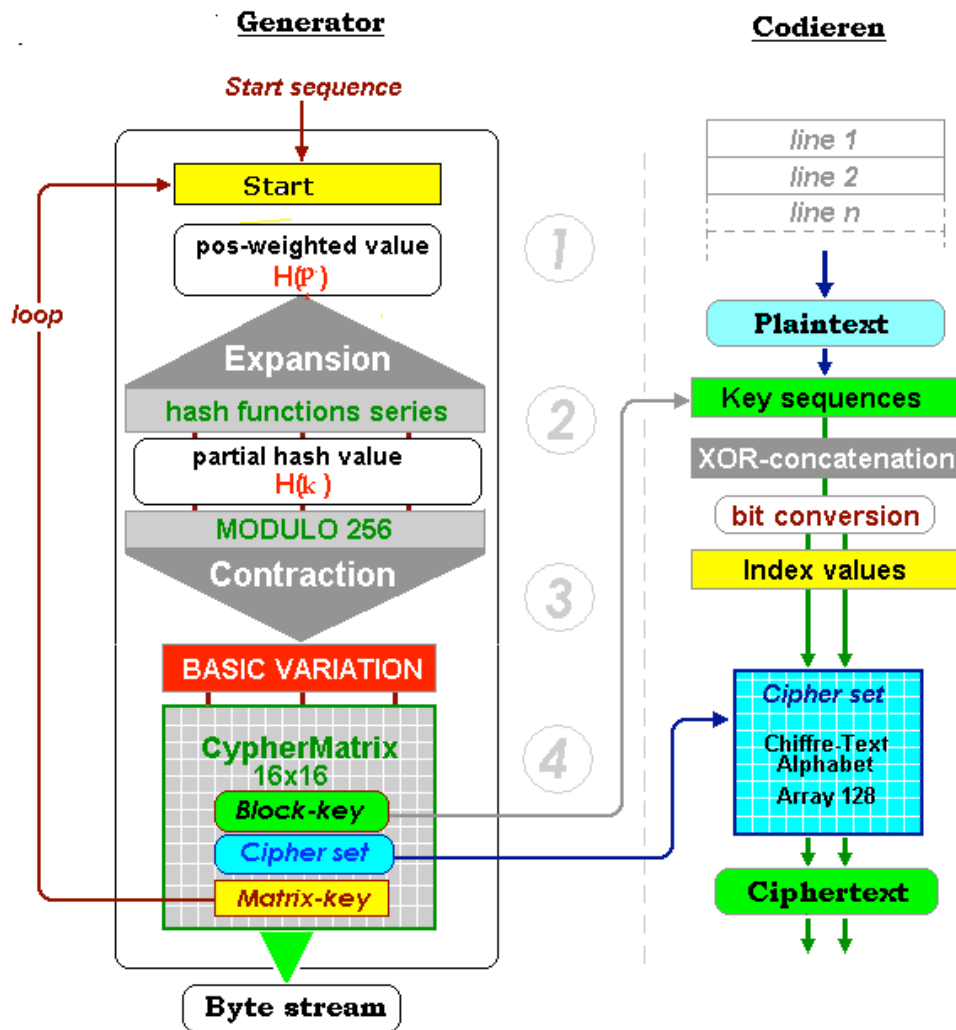 Generator
Start sequence
Start
pos-weighted value
H(P)
loop
Expansion
hash functions series
partial hash value
H(k)
MODULO 256
Contraction
BASIC VARIATION
CypherMatrix
16x16
Block-key
Cipher set
Matrix-key
Byte stream
1
2
3
4
Codieren
line 1
line 2
line n
Plaintext
Key sequences
XOR-concatenation
bit conversion
Index values
Cipher set
Chiffre-Text
Alphabet
Array 128
Ciphertext